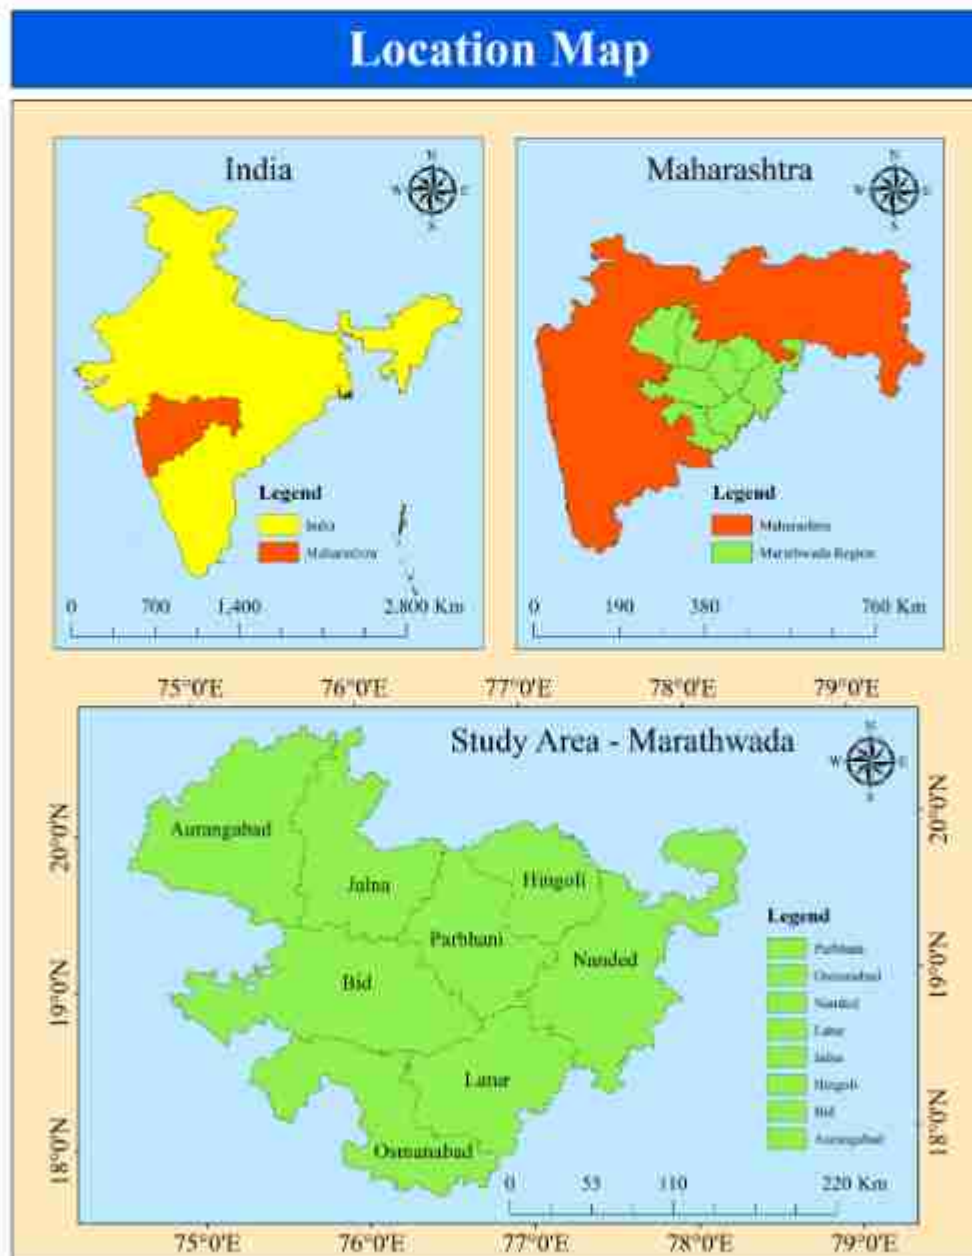 Location Map
India
N
W E
S
Legend
India
Maharashtra
0 700 1,400 2,800 Km
Maharashtra
N
W E
S
Legend
Maharashtra
Marathwada Region
0 190 380 760 Km
75°0'E 76°0'E 77°0'E 78°0'E 79°0'E
Study Area - Marathwada
N
W E
S
20°0'N
19°0'N
18°0'N
Aurangabad
Jalna
Hingoli
Parbhani
Nanded
Bid
Latur
Osmanabad
Legend
Parbhani
Osmanabad
Nanded
Latur
Jalna
Hingoli
Bid
Aurangabad
20°0'N
19°0'N
18°0'N
0 55 110 220 Km
75°0'E 76°0'E 77°0'E 78°0'E 79°0'E